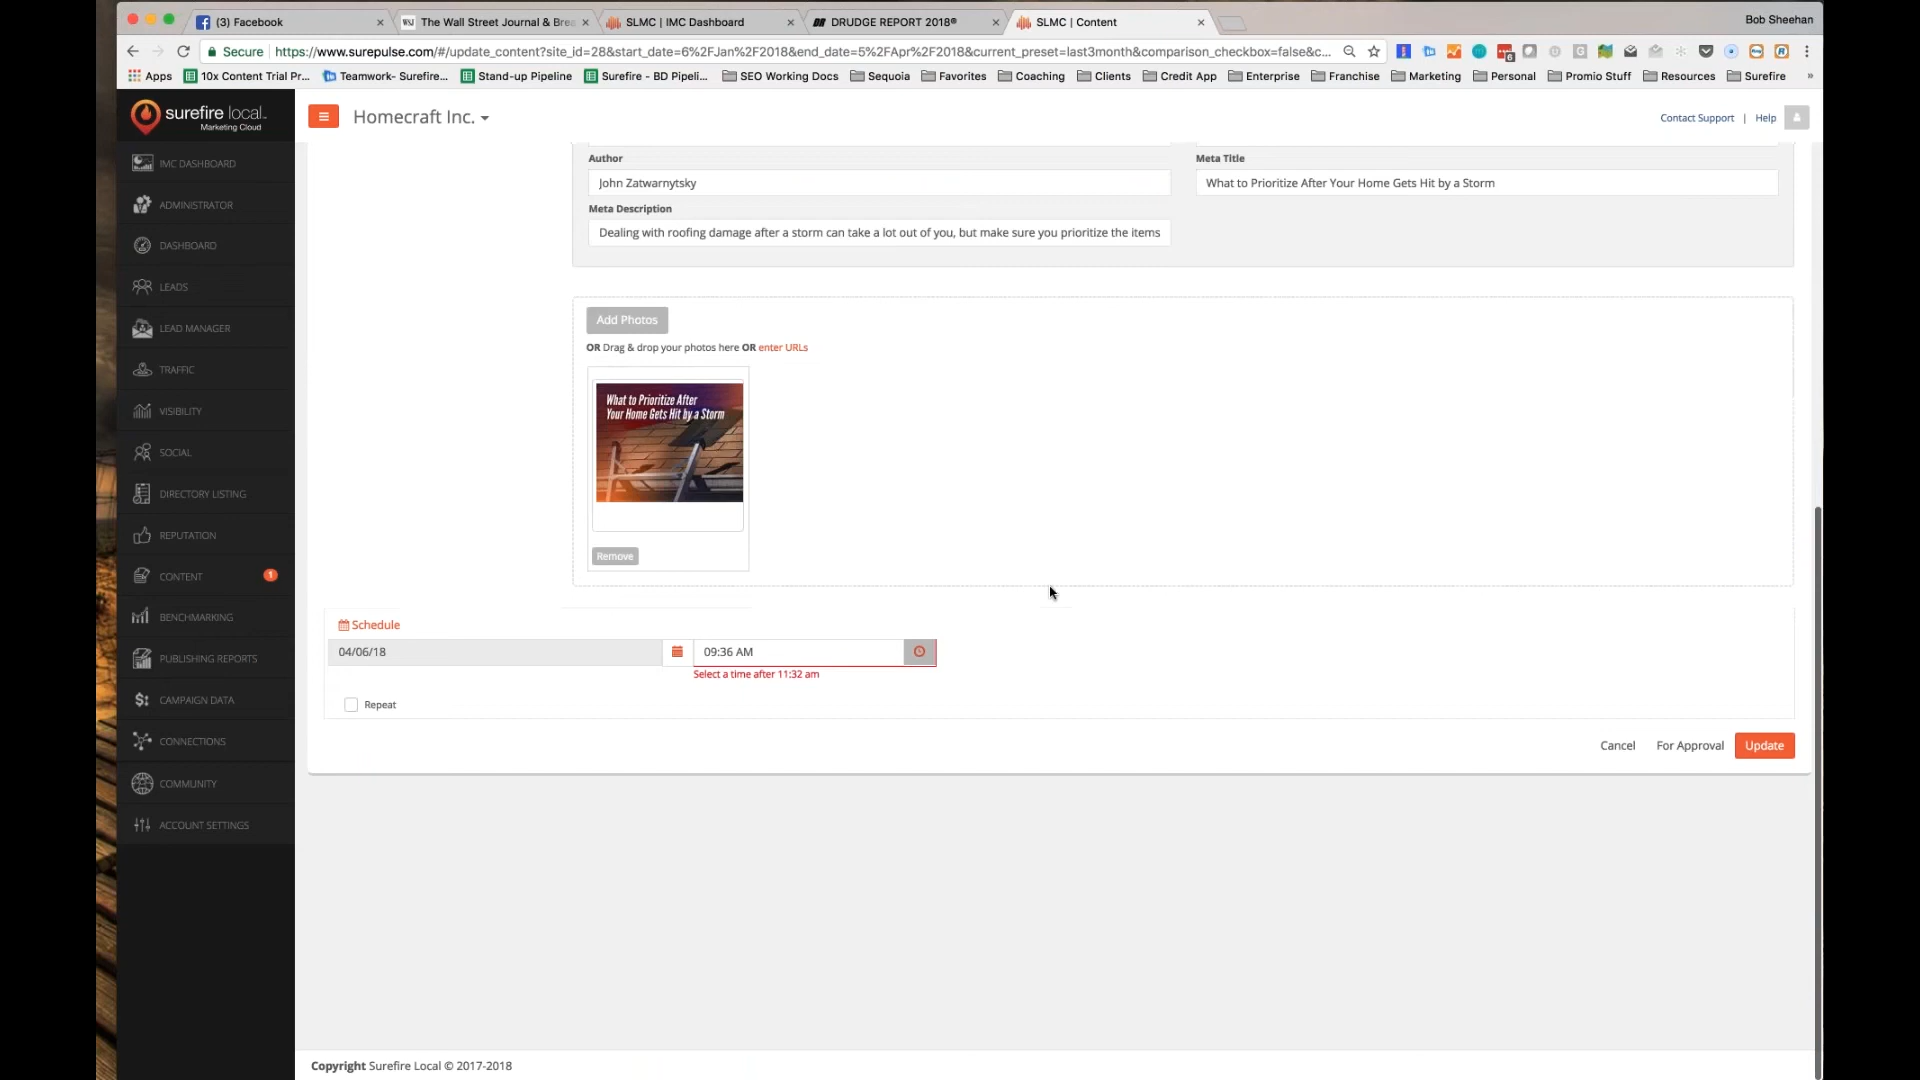 (3) Facebook
WSJ The Wall Street Journal & Brea
SLMC | IMC Dashboard
DRUDGE REPORT 2018®
SLMC | Content
Bob Sheehan
Secure
https://www.surepulse.com/#/update_content?site_id=28&start_date=6%2FJan%2F2018&end_date=5%2FApr%2F2018&current_preset=last3month&comparison_checkbox=false&c...
Apps
10x Content Trial Pr...
Teamwork- Surefire...
Stand-up Pipeline
Surefire - BD Pipeli...
SEO Working Docs
Sequoia
Favorites
Coaching
Clients
Credit App
Enterprise
Franchise
Marketing
Personal
Promio Stuff
Resources
Surefire
»
surefire local
Marketing Cloud
Homecraft Inc.
Contact Support | Help
IMC DASHBOARD
ADMINISTRATOR
DASHBOARD
LEADS
LEAD MANAGER
TRAFFIC
VISIBILITY
SOCIAL
DIRECTORY LISTING
REPUTATION
CONTENT 1
BENCHMARKING
PUBLISHING REPORTS
CAMPAIGN DATA
CONNECTIONS
COMMUNITY
ACCOUNT SETTINGS
Author
John Zatwarnytsky
Meta Title
What to Prioritize After Your Home Gets Hit by a Storm
Meta Description
Dealing with roofing damage after a storm can take a lot out of you, but make sure you prioritize the items
Add Photos
OR Drag & drop your photos here OR enter URLs
What to Prioritize After
Your Home Gets Hit by a Storm
Remove
Schedule
04/06/18
09:36 AM
Select a time after 11:32 am
Repeat
Cancel
For Approval
Update
Copyright Surefire Local © 2017-2018